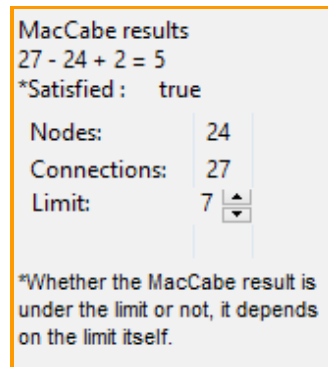 MacCabe results
27 - 24 + 2 = 5
*Satisfied : true
Nodes: 24
Connections: 27
Limit: 7
*Whether the MacCabe result is
under the limit or not, it depends
on the limit itself.